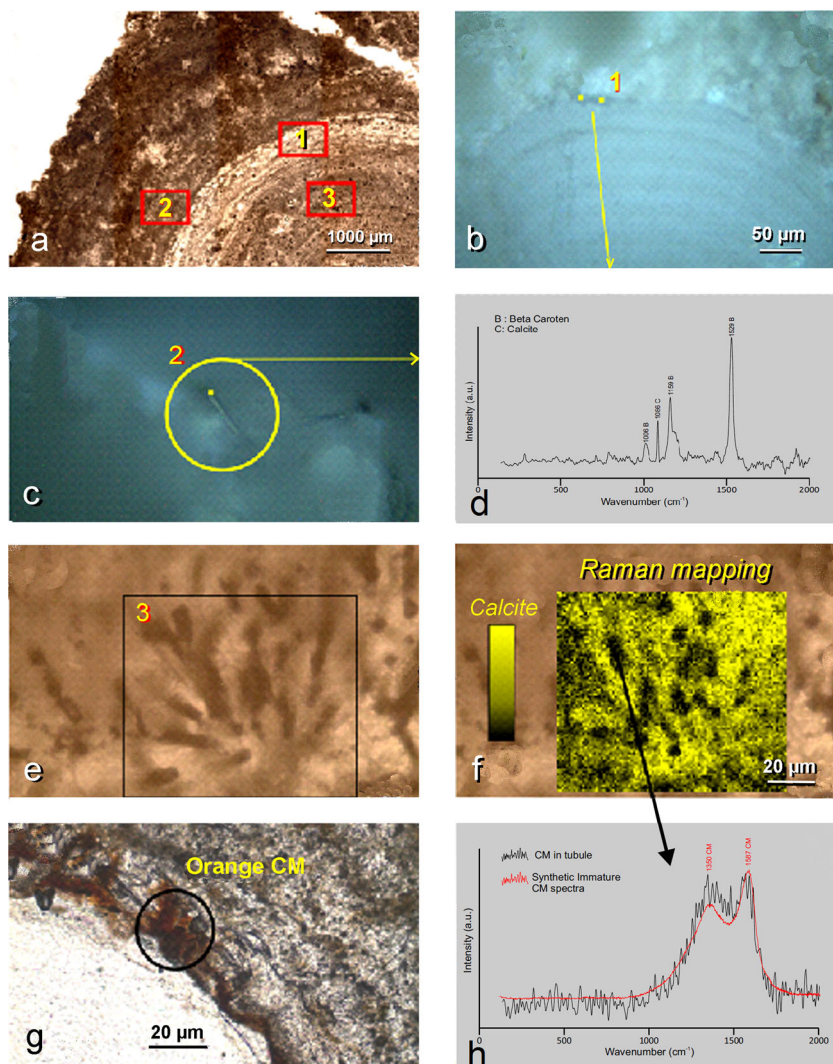 1
2
3
a
1000 µm
1
b
50 µm
2
c
B : Beta Caroten
C: Calcite
1006 B
1086 C
1159 B
1529 B
Intensity (a.u.)
0
500
1000
1500
2000
Wavenumber (cm-1)
d
3
e
Raman mapping
Calcite
f
20 µm
Orange CM
g
20 µm
CM in tubule
Synthetic Immature
CM spectra
1350 CM
1587 CM
Intensity (a.u.)
0
500
1000
1500
2000
Wavenumber (cm-1)
h